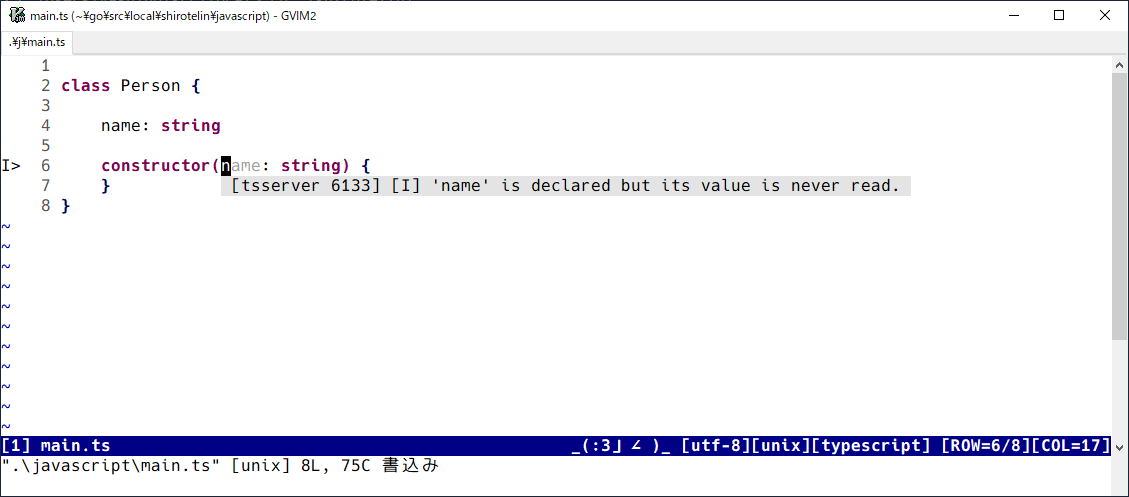 main.ts (~¥go¥src¥local¥shirotelin¥javascript) - GVIM2
.¥j¥main.ts
1
2 class Person {
3
4     name: string
5
I> 6     constructor(name: string) {
7     } [tsserver 6133] [I] 'name' is declared but its value is never read.
8 }
~
~
~
~
~
~
~
~
~
~
~
[1] main.ts _(:3」∠ )_ [utf-8][unix][typescript] [ROW=6/8][COL=17]
".\javascript\main.ts" [unix] 8L, 75C 書込み